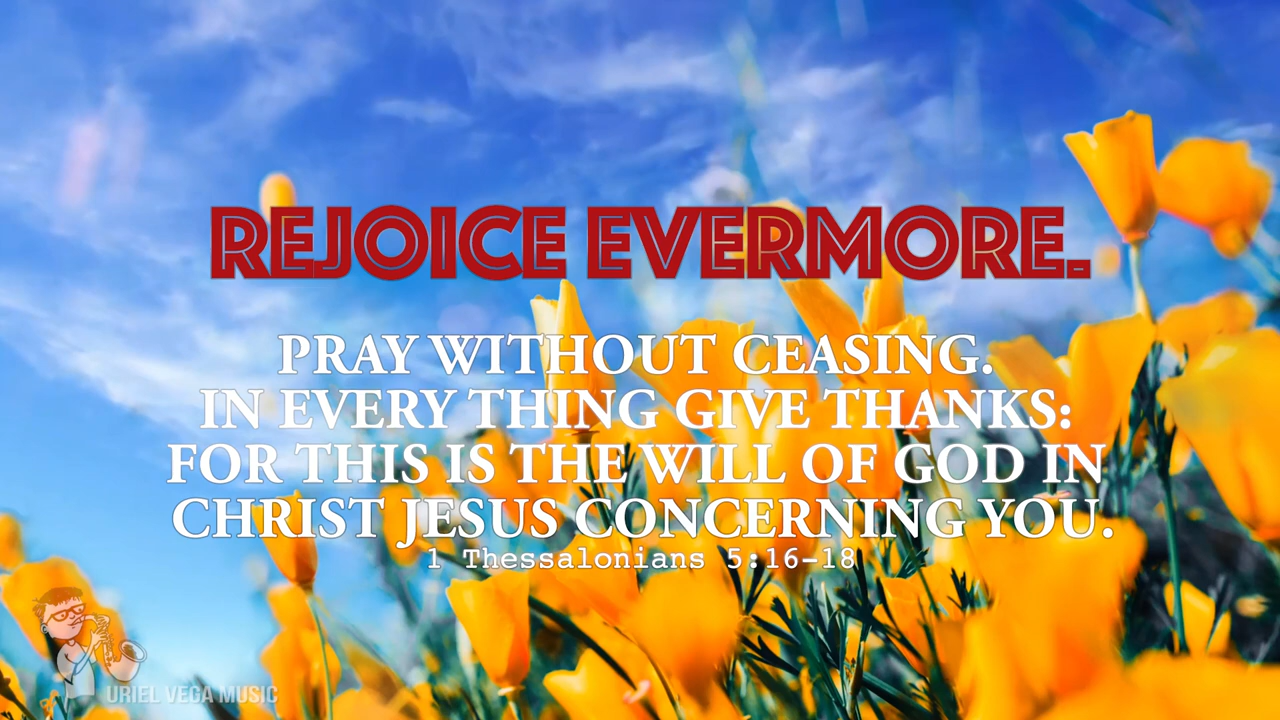 REJOICE EVERMORE.
PRAY WITHOUT CEASING.
IN EVERY THING GIVE THANKS:
FOR THIS IS THE WILL OF GOD IN
CHRIST JESUS CONCERNING YOU.
1 Thessalonians 5:16-18
URIEL VEGA MUSIC